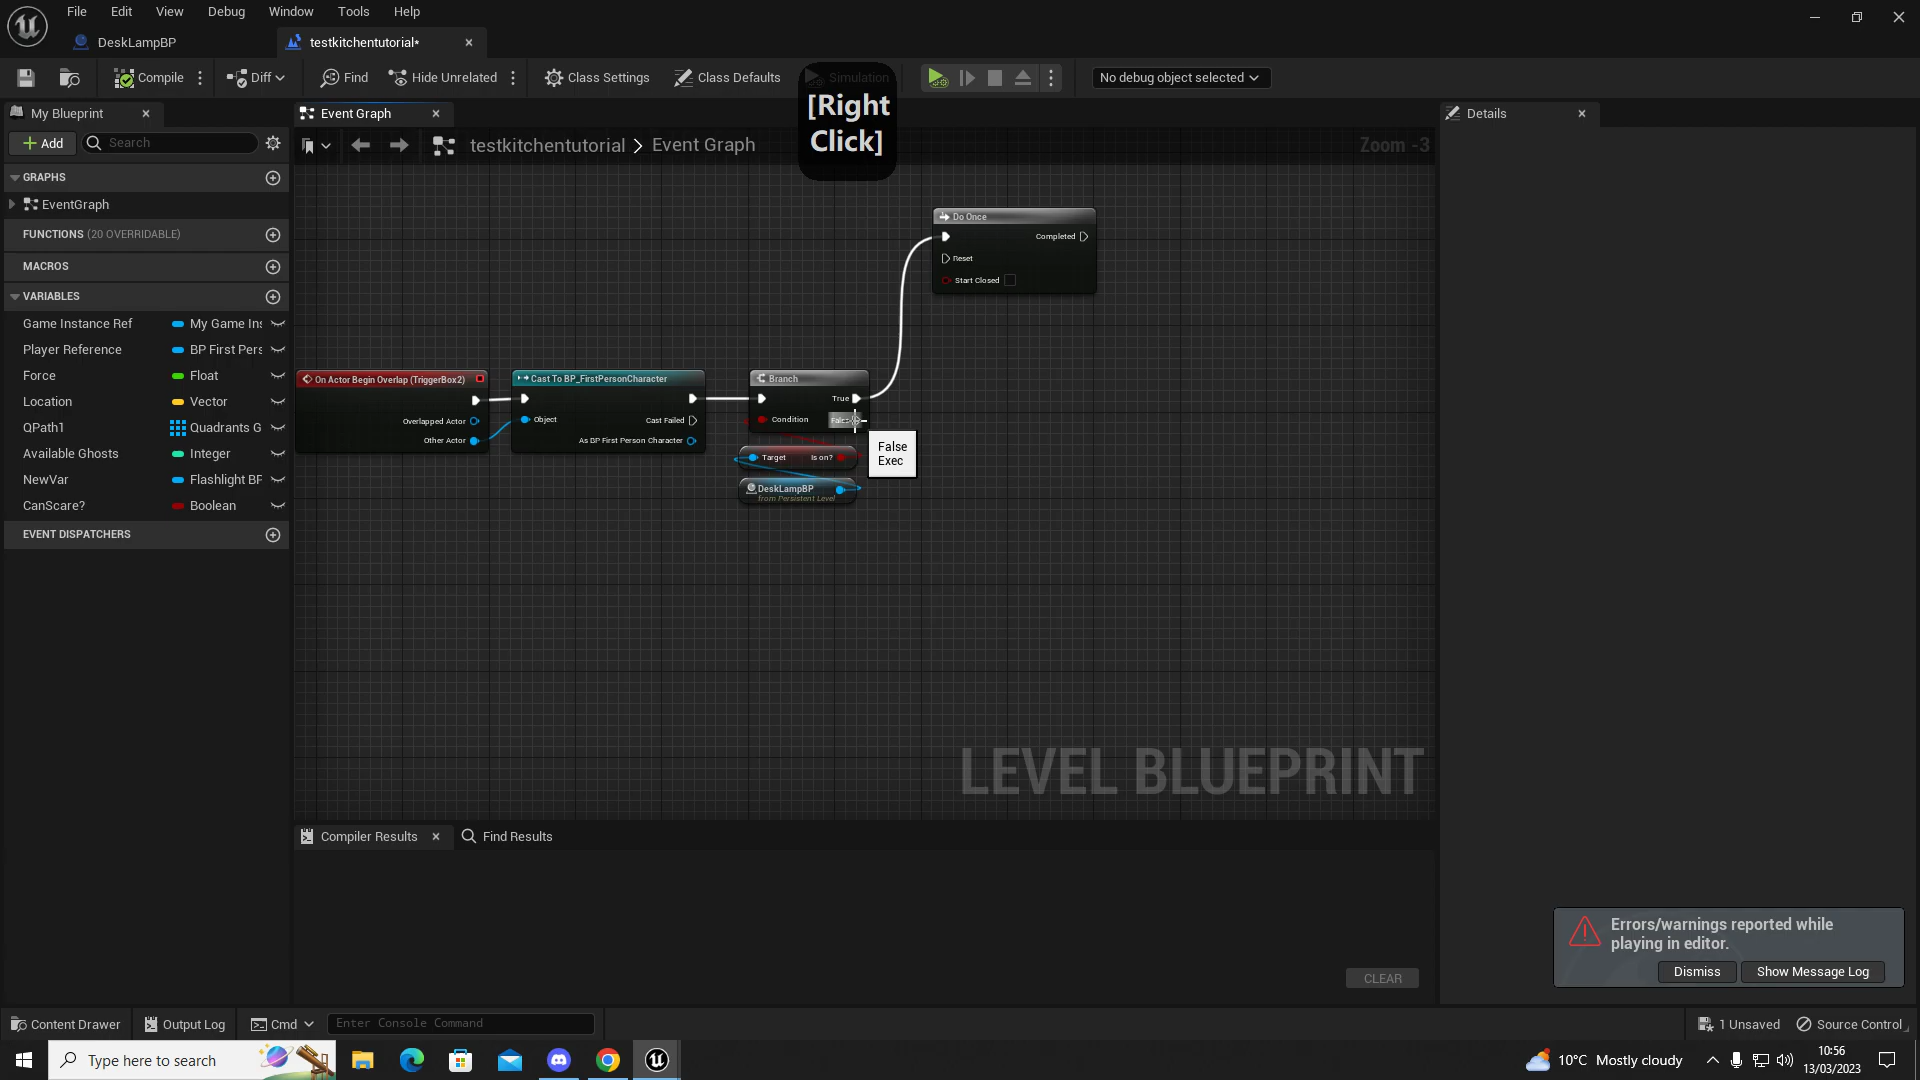 File Edit View Debug Window Tools Help
DeskLampBP
testkitchentutorial*
Compile
Diff
Find
Hide Unrelated
Class Settings
Class Defaults
Simulation
No debug object selected
[Right
Click]
My Blueprint
Add
Search
GRAPHS
EventGraph
FUNCTIONS (20 OVERRIDABLE)
MACROS
VARIABLES
Game Instance Ref My Game Ins
Player Reference BP First Pers
Force Float
Location Vector
QPath1 Quadrants G
Available Ghosts Integer
NewVar Flashlight BP
CanScare? Boolean
EVENT DISPATCHERS
Event Graph
testkitchentutorial > Event Graph
Zoom -3
Do Once
Completed
Reset
Start Closed
On Actor Begin Overlap (TriggerBox2)
Overlapped Actor
Other Actor
Cast To BP_FirstPersonCharacter
Object
Cast Failed
As BP First Person Character
Branch
True
Condition
False
Target
Is on?
DeskLampBP
from Persistent Level
False
Exec
LEVEL BLUEPRINT
Details
Compiler Results
Find Results
CLEAR
Errors/warnings reported while
playing in editor.
Dismiss
Show Message Log
Content Drawer
Output Log
Cmd
Enter Console Command
1 Unsaved
Source Control
Type here to search
10°C Mostly cloudy
10:56
13/03/2023